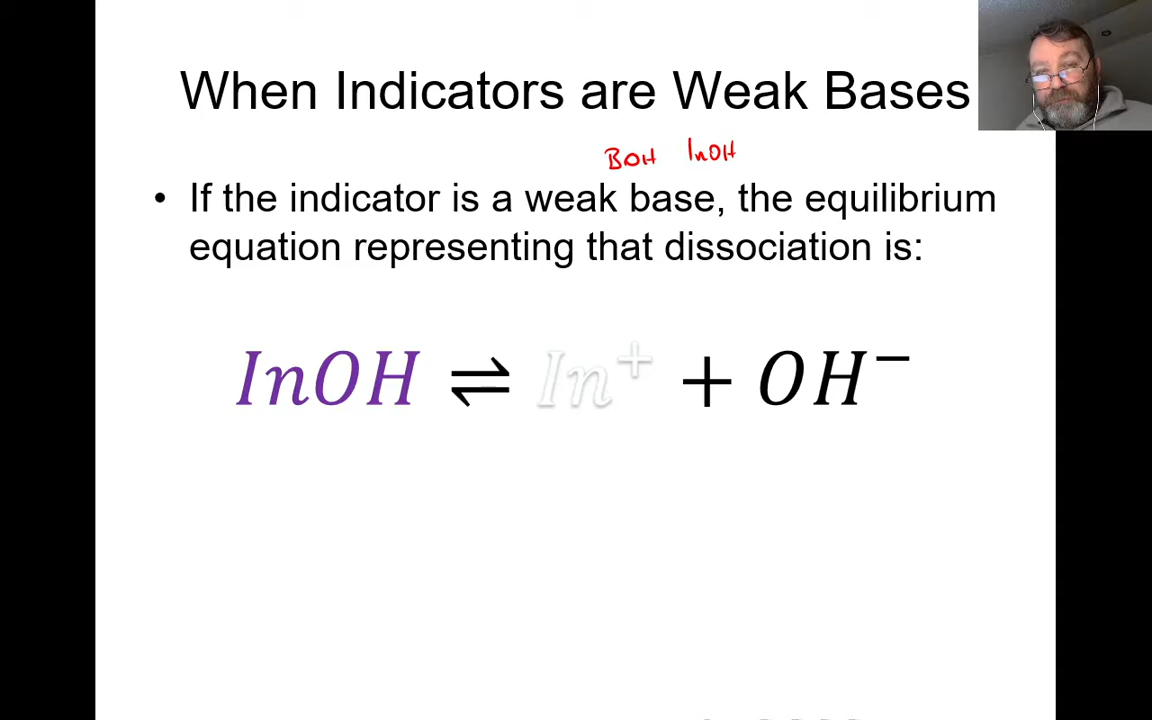 When Indicators are Weak Bases
BOH InOH
• If the indicator is a weak base, the equilibrium
equation representing that dissociation is:
InOH ⇌ In⁺ + OH⁻